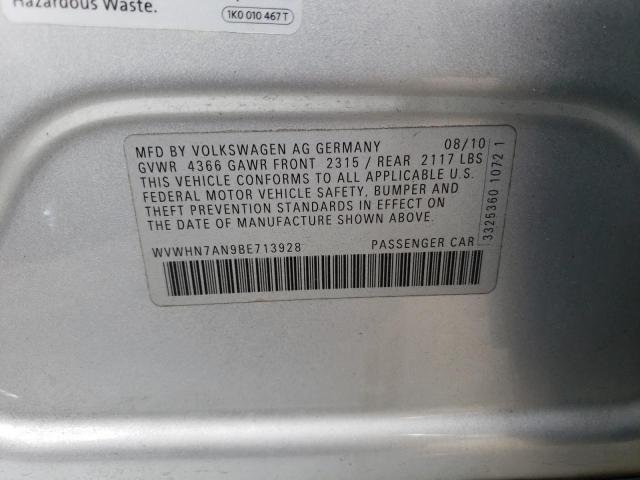 Hazardous Waste.
1K0 010 467 T
MFD BY VOLKSWAGEN AG GERMANY 08/10
GVWR 4366 GAWR FRONT 2315 / REAR 2117 LBS
THIS VEHICLE CONFORMS TO ALL APPLICABLE U.S.
FEDERAL MOTOR VEHICLE SAFETY, BUMPER AND
THEFT PREVENTION STANDARDS IN EFFECT ON
THE DATE OF MANUFACTURE SHOWN ABOVE.
WVWHN7AN9BE713928 PASSENGER CAR
3325360 1072 1